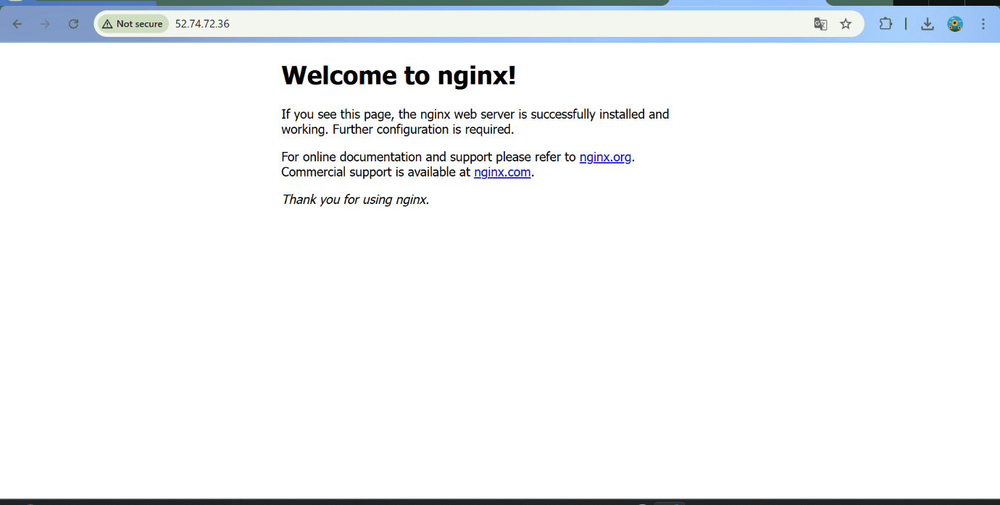 Not secure 52.74.72.36
Welcome to nginx!
If you see this page, the nginx web server is successfully installed and
working. Further configuration is required.
For online documentation and support please refer to nginx.org.
Commercial support is available at nginx.com.
Thank you for using nginx.